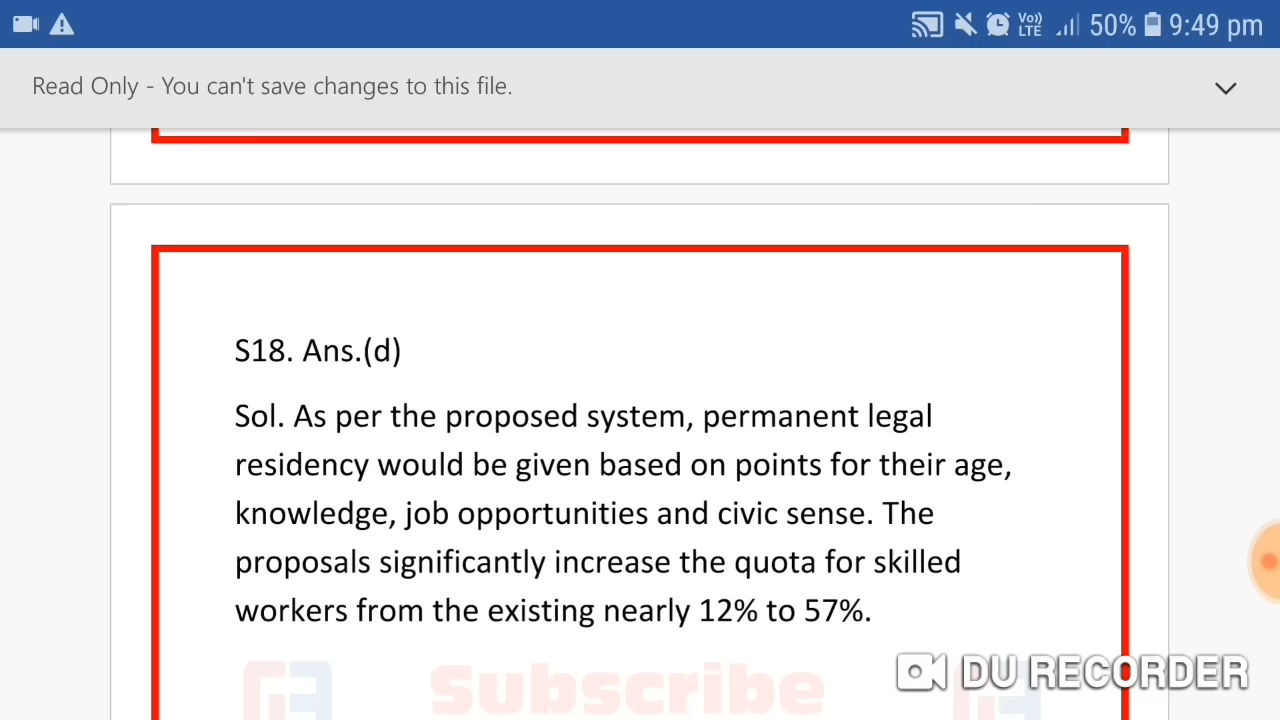 Vo)) LTE 50% 9:49 pm
Read Only - You can't save changes to this file.
S18. Ans.(d)
Sol. As per the proposed system, permanent legal
residency would be given based on points for their age,
knowledge, job opportunities and civic sense. The
proposals significantly increase the quota for skilled
workers from the existing nearly 12% to 57%.
Subscribe
DU RECORDER